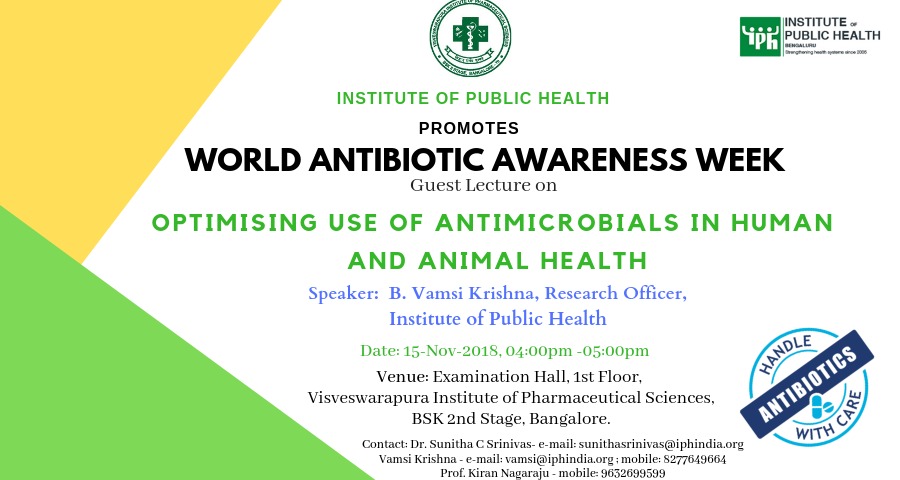 INSTITUTE OF
PUBLIC HEALTH
BENGALURU
Strengthening health systems since 2005
iph
INSTITUTE OF PUBLIC HEALTH
PROMOTES
WORLD ANTIBIOTIC AWARENESS WEEK
Guest Lecture on
OPTIMISING USE OF ANTIMICROBIALS IN HUMAN
AND ANIMAL HEALTH
Speaker: B. Vamsi Krishna, Research Officer,
Institute of Public Health
Date: 15-Nov-2018, 04:00pm -05:00pm
Venue: Examination Hall, 1st Floor,
Visveswarapura Institute of Pharmaceutical Sciences,
BSK 2nd Stage, Bangalore.
HANDLE
ANTIBIOTICS
WITH CARE
Contact: Dr. Sunitha C Srinivas- e-mail: sunithasrinivas@iphindia.org
Vamsi Krishna - e-mail: vamsi@iphindia.org ; mobile: 8277649664
Prof. Kiran Nagaraju - mobile: 9632699599